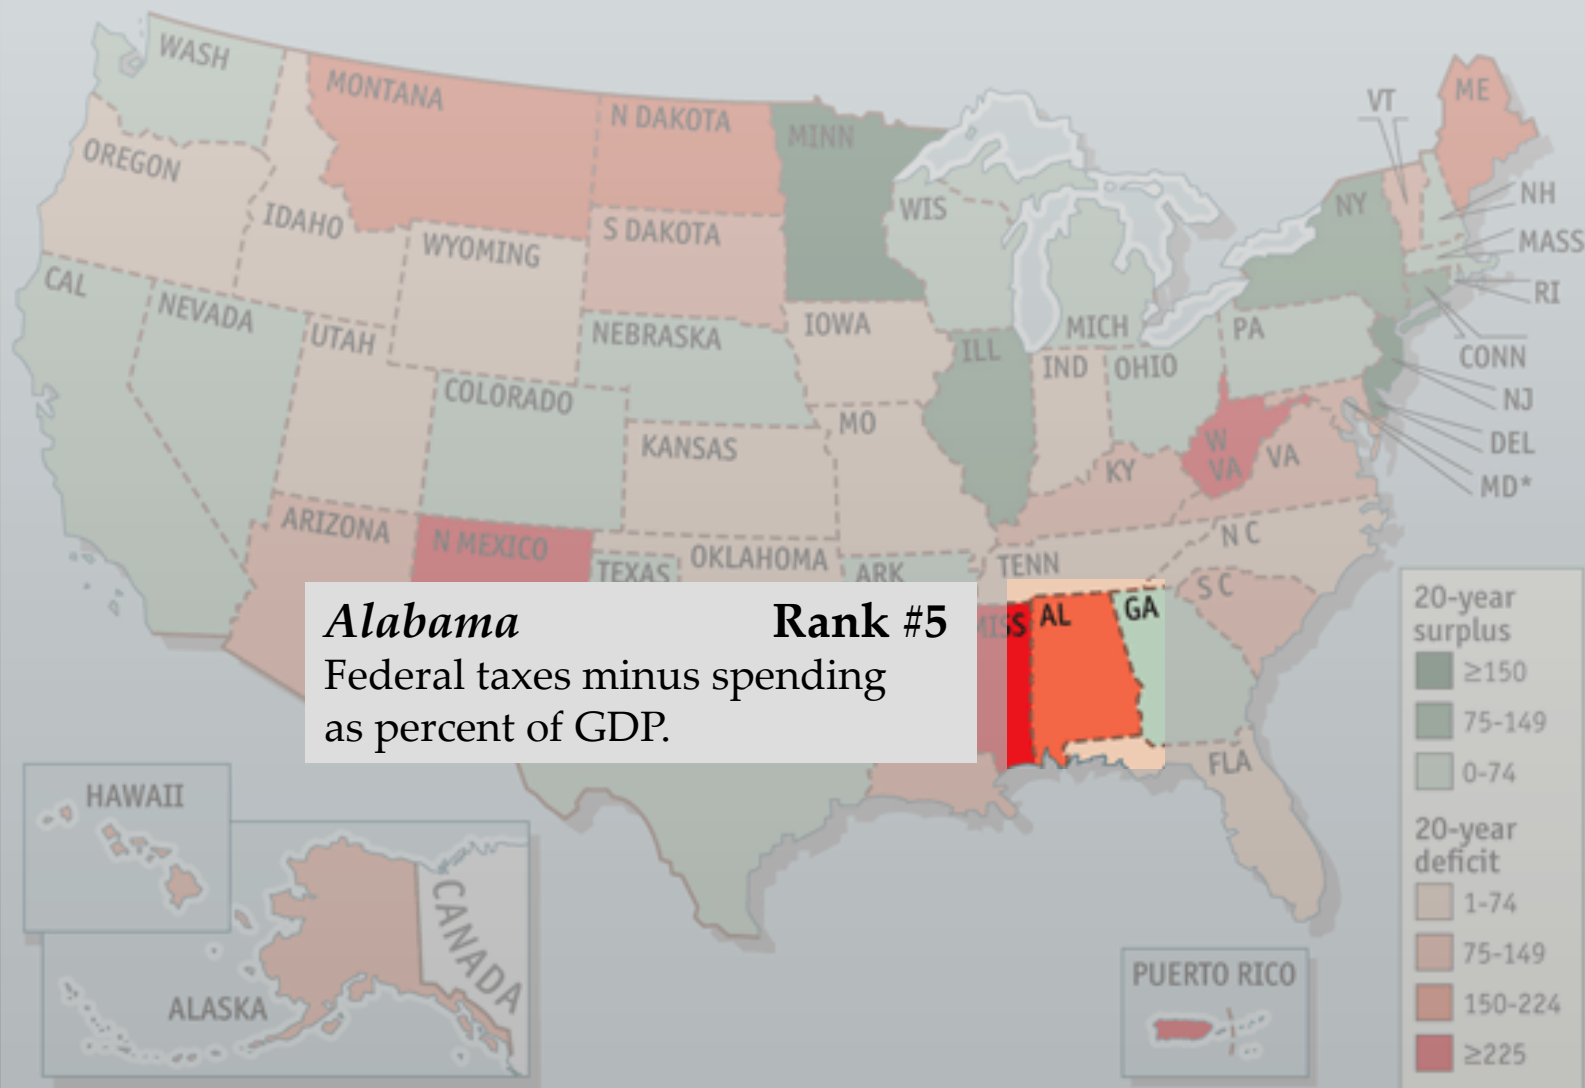 WASH
MONTANA
N DAKOTA
MINN
VT
ME
OREGON
IDAHO
WYOMING
S DAKOTA
WIS
NY
NH
MASS
RI
CAL
NEVADA
UTAH
NEBRASKA
IOWA
MICH
PA
CONN
COLORADO
ILL
IND
OHIO
NJ
KANSAS
MO
KY
W
VA
VA
DEL
MD*
ARIZONA
N MEXICO
TEXAS
OKLAHOMA
ARK
TENN
N C
S C
MISS
AL
GA
FLA
Alabama Rank #5
Federal taxes minus spending
as percent of GDP.
20-year
surplus
≥150
75-149
0-74
20-year
deficit
1-74
75-149
150-224
≥225
HAWAII
ALASKA
CANADA
PUERTO RICO